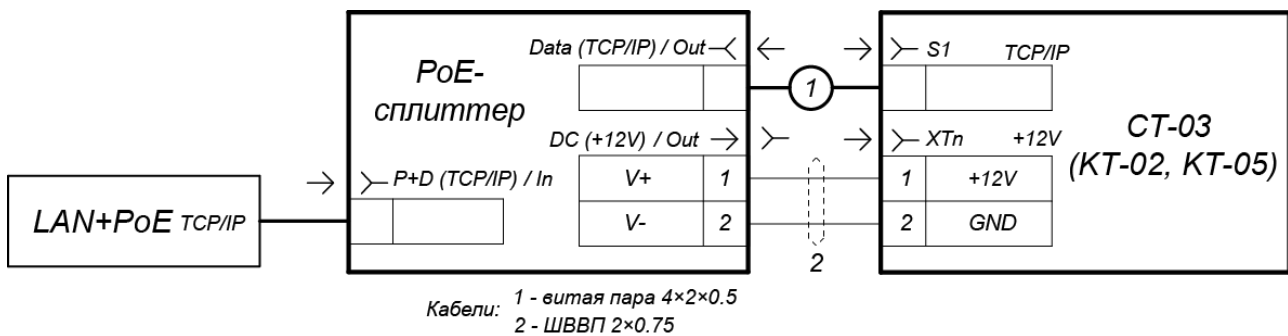 Data (TCP/IP) / Out
S1
TCP/IP
PoE-
сплиттер
1
CT-03
(KT-02, KT-05)
DC (+12V) / Out
XTn
+12V
P+D (TCP/IP) / In
V+
1
1
+12V
V-
2
2
GND
LAN+PoE TCP/IP
2
Кабели:
1 - витая пара 4×2×0.5
2 - ШВВП 2×0.75